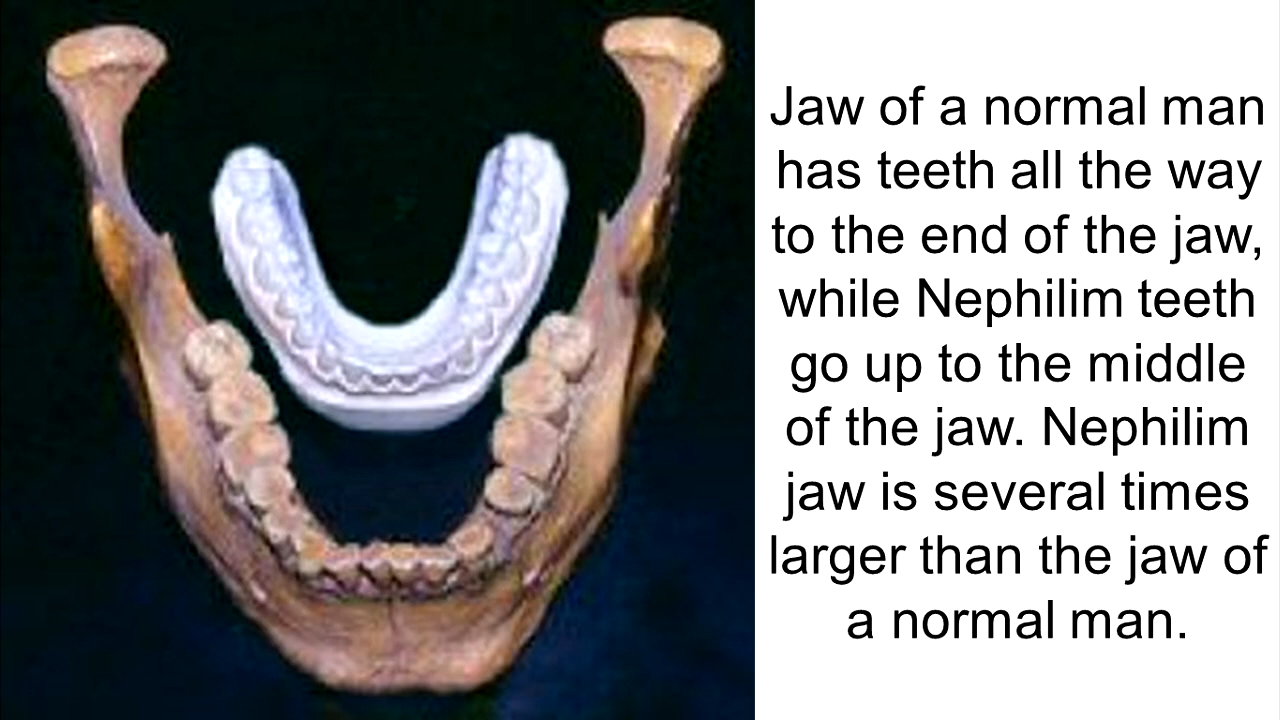 Jaw of a normal man
has teeth all the way
to the end of the jaw,
while Nephilim teeth
go up to the middle
of the jaw. Nephilim
jaw is several times
larger than the jaw of
a normal man.